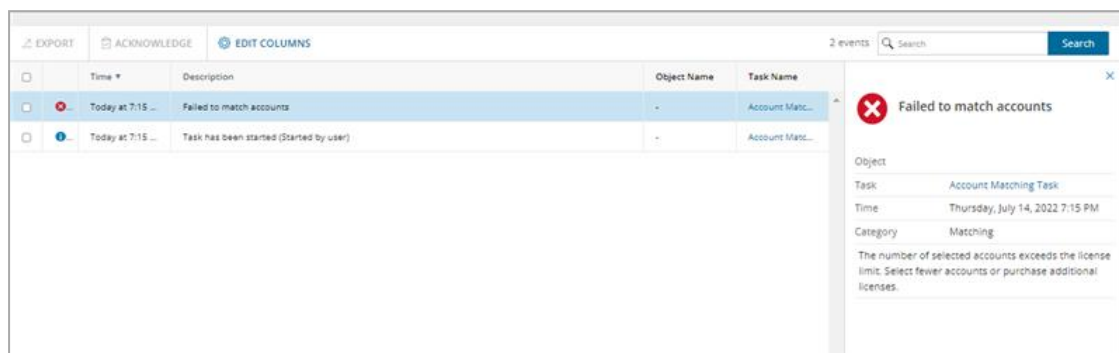 EXPORT ACKNOWLEDGE EDIT COLUMNS 2 events Search Search
Time Description Object Name Task Name
Today at 7:15 ... Failed to match accounts - Account Matc...
Today at 7:15 ... Task has been started (Started by user) - Account Matc...
Failed to match accounts
Object
Task Account Matching Task
Time Thursday, July 14, 2022 7:15 PM
Category Matching
The number of selected accounts exceeds the license
limit. Select fewer accounts or purchase additional
licenses.